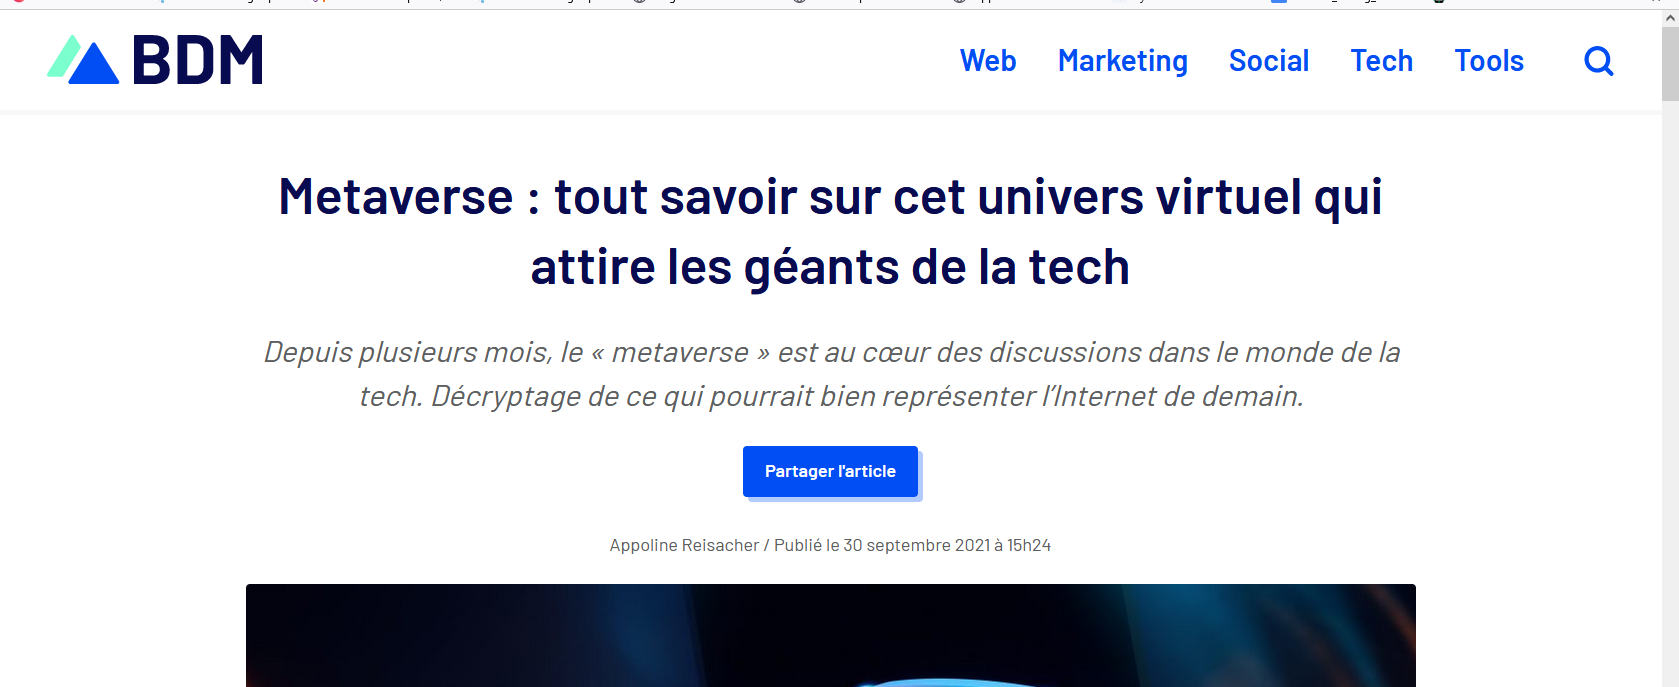 BDM
Web Marketing Social Tech Tools
Metaverse : tout savoir sur cet univers virtuel qui
attire les géants de la tech
Depuis plusieurs mois, le « metaverse » est au cœur des discussions dans le monde de la
tech. Décryptage de ce qui pourrait bien représenter l’Internet de demain.
Partager l'article
Appoline Reisacher / Publié le 30 septembre 2021 à 15h24